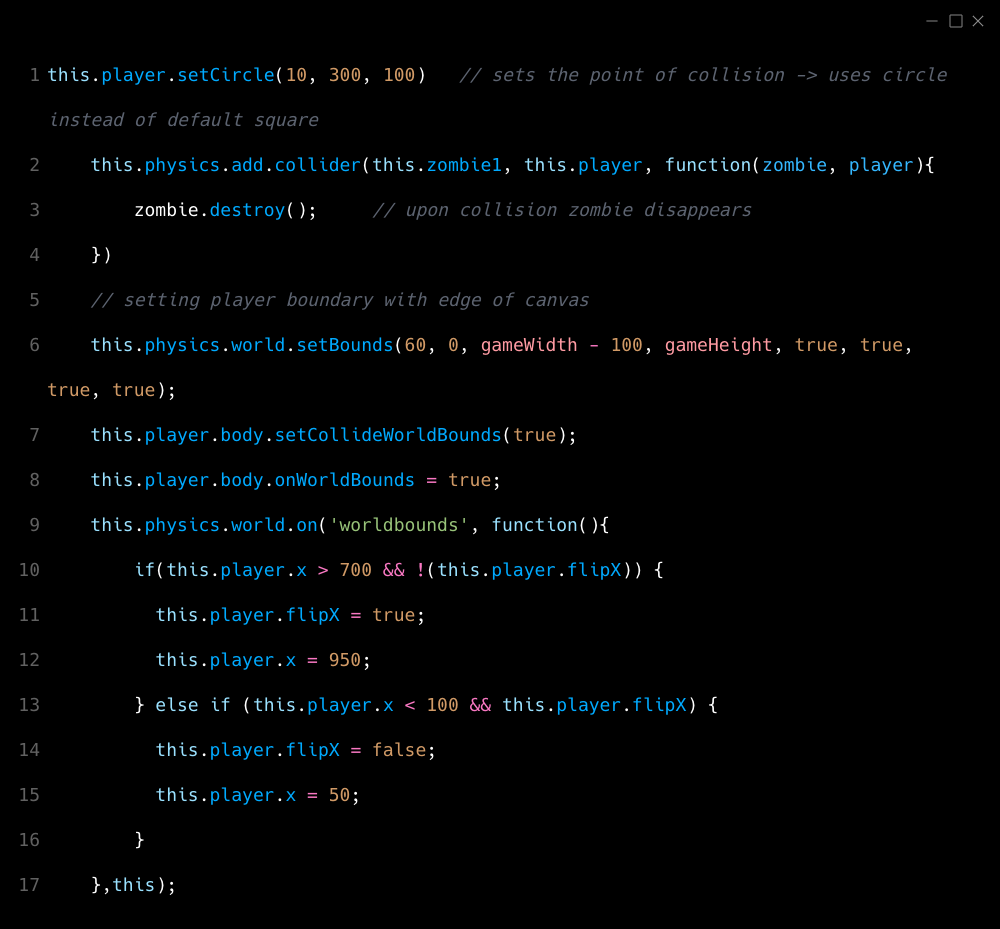 1 this.player.setCircle(10, 300, 100)   // sets the point of collision -> uses circle
instead of default square
2     this.physics.add.collider(this.zombie1, this.player, function(zombie, player){
3         zombie.destroy();     // upon collision zombie disappears
4     })
5     // setting player boundary with edge of canvas
6     this.physics.world.setBounds(60, 0, gameWidth - 100, gameHeight, true, true,
true, true);
7     this.player.body.setCollideWorldBounds(true);
8     this.player.body.onWorldBounds = true;
9     this.physics.world.on('worldbounds', function(){
10         if(this.player.x > 700 && !(this.player.flipX)) {
11           this.player.flipX = true;
12           this.player.x = 950;
13         } else if (this.player.x < 100 && this.player.flipX) {
14           this.player.flipX = false;
15           this.player.x = 50;
16         }
17     },this);